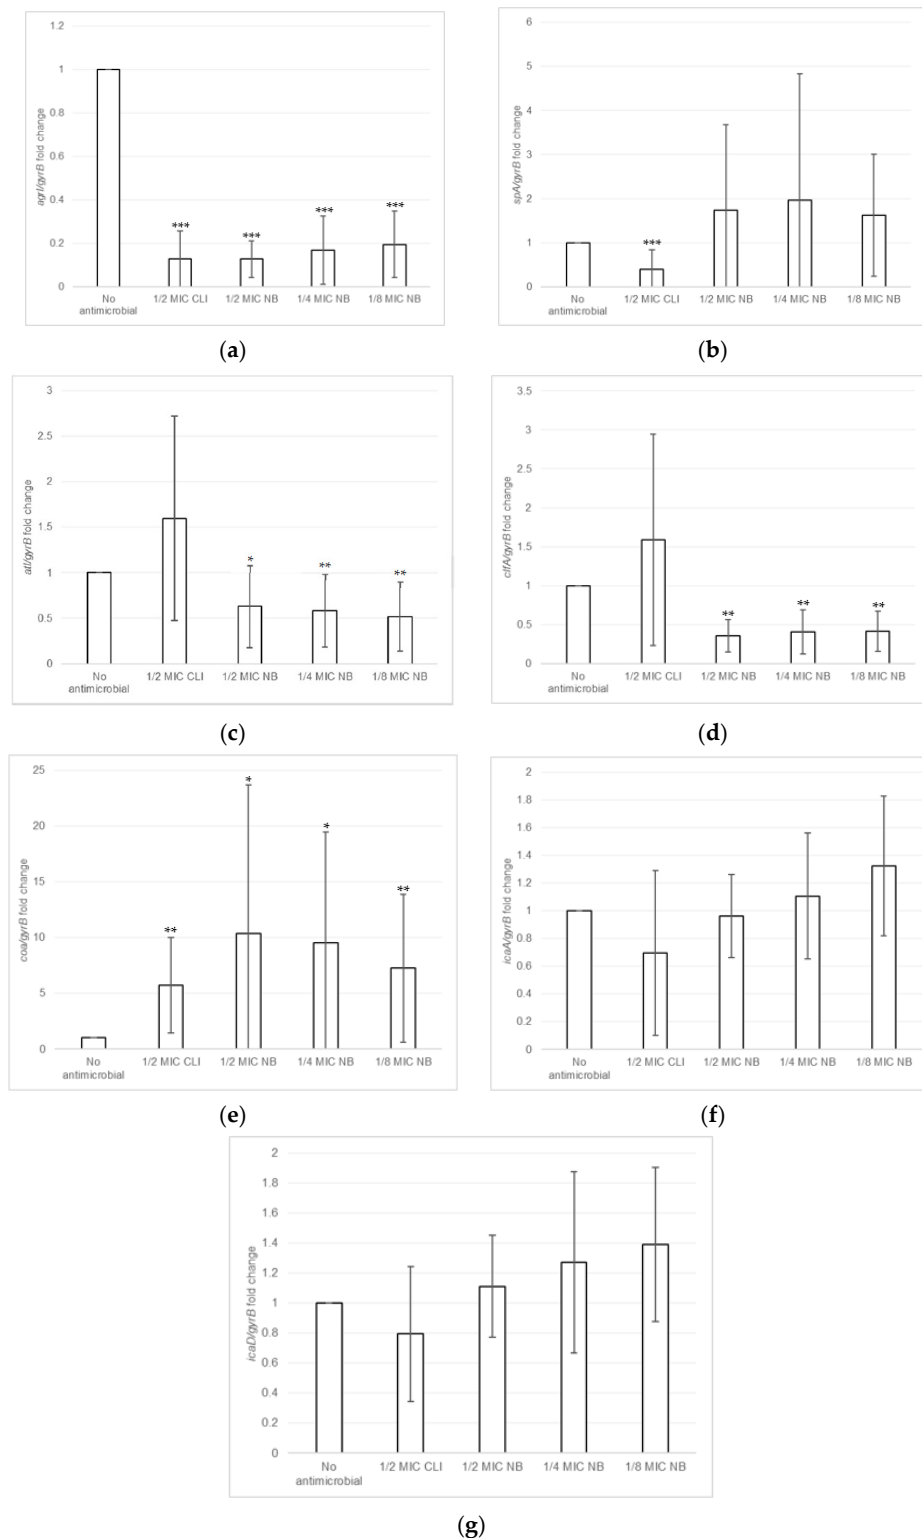 1.2
1
0.8
0.6
0.4
0.2
0
agrI/gyrB fold change
***
***
***
***
No antimicrobial
1/2 MIC CLI
1/2 MIC NB
1/4 MIC NB
1/8 MIC NB
(a)
6
5
4
3
2
1
0
spA/gyrB fold change
***
No antimicrobial
1/2 MIC CLI
1/2 MIC NB
1/4 MIC NB
1/8 MIC NB
(b)
3
2.5
2
1.5
1
0.5
0
atl/gyrB fold change
*
**
**
No antimicrobial
1/2 MIC CLI
1/2 MIC NB
1/4 MIC NB
1/8 MIC NB
(c)
3.5
3
2.5
2
1.5
1
0.5
0
clfA/gyrB fold change
**
**
**
No antimicrobial
1/2 MIC CLI
1/2 MIC NB
1/4 MIC NB
1/8 MIC NB
(d)
25
20
15
10
5
0
coa/gyrB fold change
**
*
*
**
No antimicrobial
1/2 MIC CLI
1/2 MIC NB
1/4 MIC NB
1/8 MIC NB
(e)
2
1.8
1.6
1.4
1.2
1
0.8
0.6
0.4
0.2
0
icaA/gyrB fold change
No antimicrobial
1/2 MIC CLI
1/2 MIC NB
1/4 MIC NB
1/8 MIC NB
(f)
2
1.8
1.6
1.4
1.2
1
0.8
0.6
0.4
0.2
0
icaD/gyrB fold change
No antimicrobial
1/2 MIC CLI
1/2 MIC NB
1/4 MIC NB
1/8 MIC NB
(g)